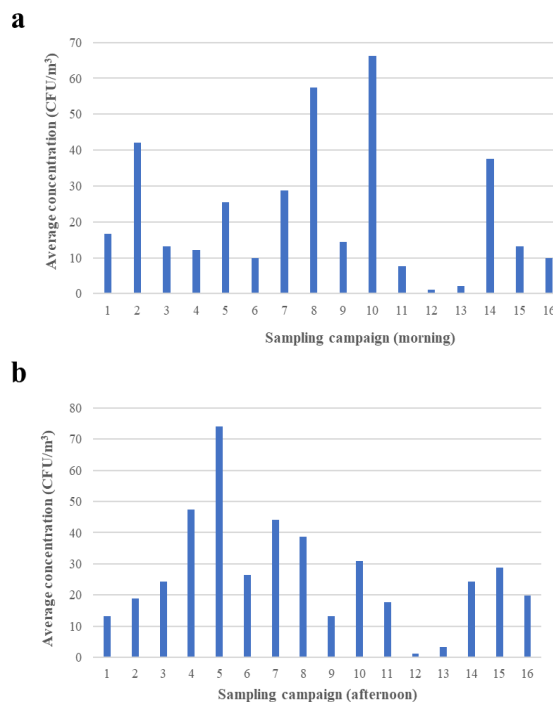 a
Average concentration (CFU/m³)
70
60
50
40
30
20
10
0
1 2 3 4 5 6 7 8 9 10 11 12 13 14 15 16
Sampling campaign (morning)
b
Average concentration (CFU/m³)
80
70
60
50
40
30
20
10
0
1 2 3 4 5 6 7 8 9 10 11 12 13 14 15 16
Sampling campaign (afternoon)